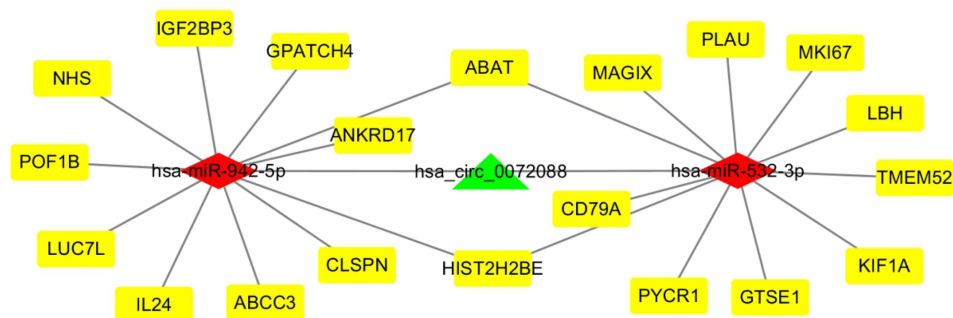 IGF2BP3
PLAU
GPATCH4
MKI67
ABAT
MAGIX
NHS
LBH
ANKRD17
POF1B
hsa-miR-942-5p
hsa_circ_0072088
hsa-miR-532-3p
TMEM52
CD79A
LUC7L
CLSPN
HIST2H2BE
KIF1A
IL24
ABCC3
PYCR1
GTSE1